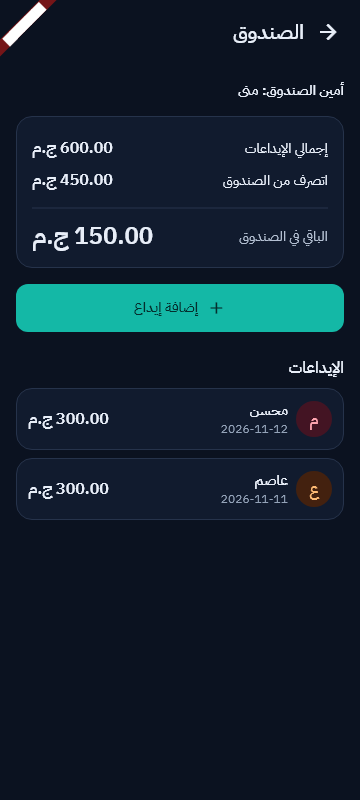 الصندوق
أمين الصندوق: منى
إجمالي الإيداعات 600.00 ج.م
اتصرف من الصندوق 450.00 ج.م
الباقي في الصندوق 150.00 ج.م
إضافة إيداع
الإيداعات
م محسن 300.00 ج.م
2026-11-12
ع عاصم 300.00 ج.م
2026-11-11